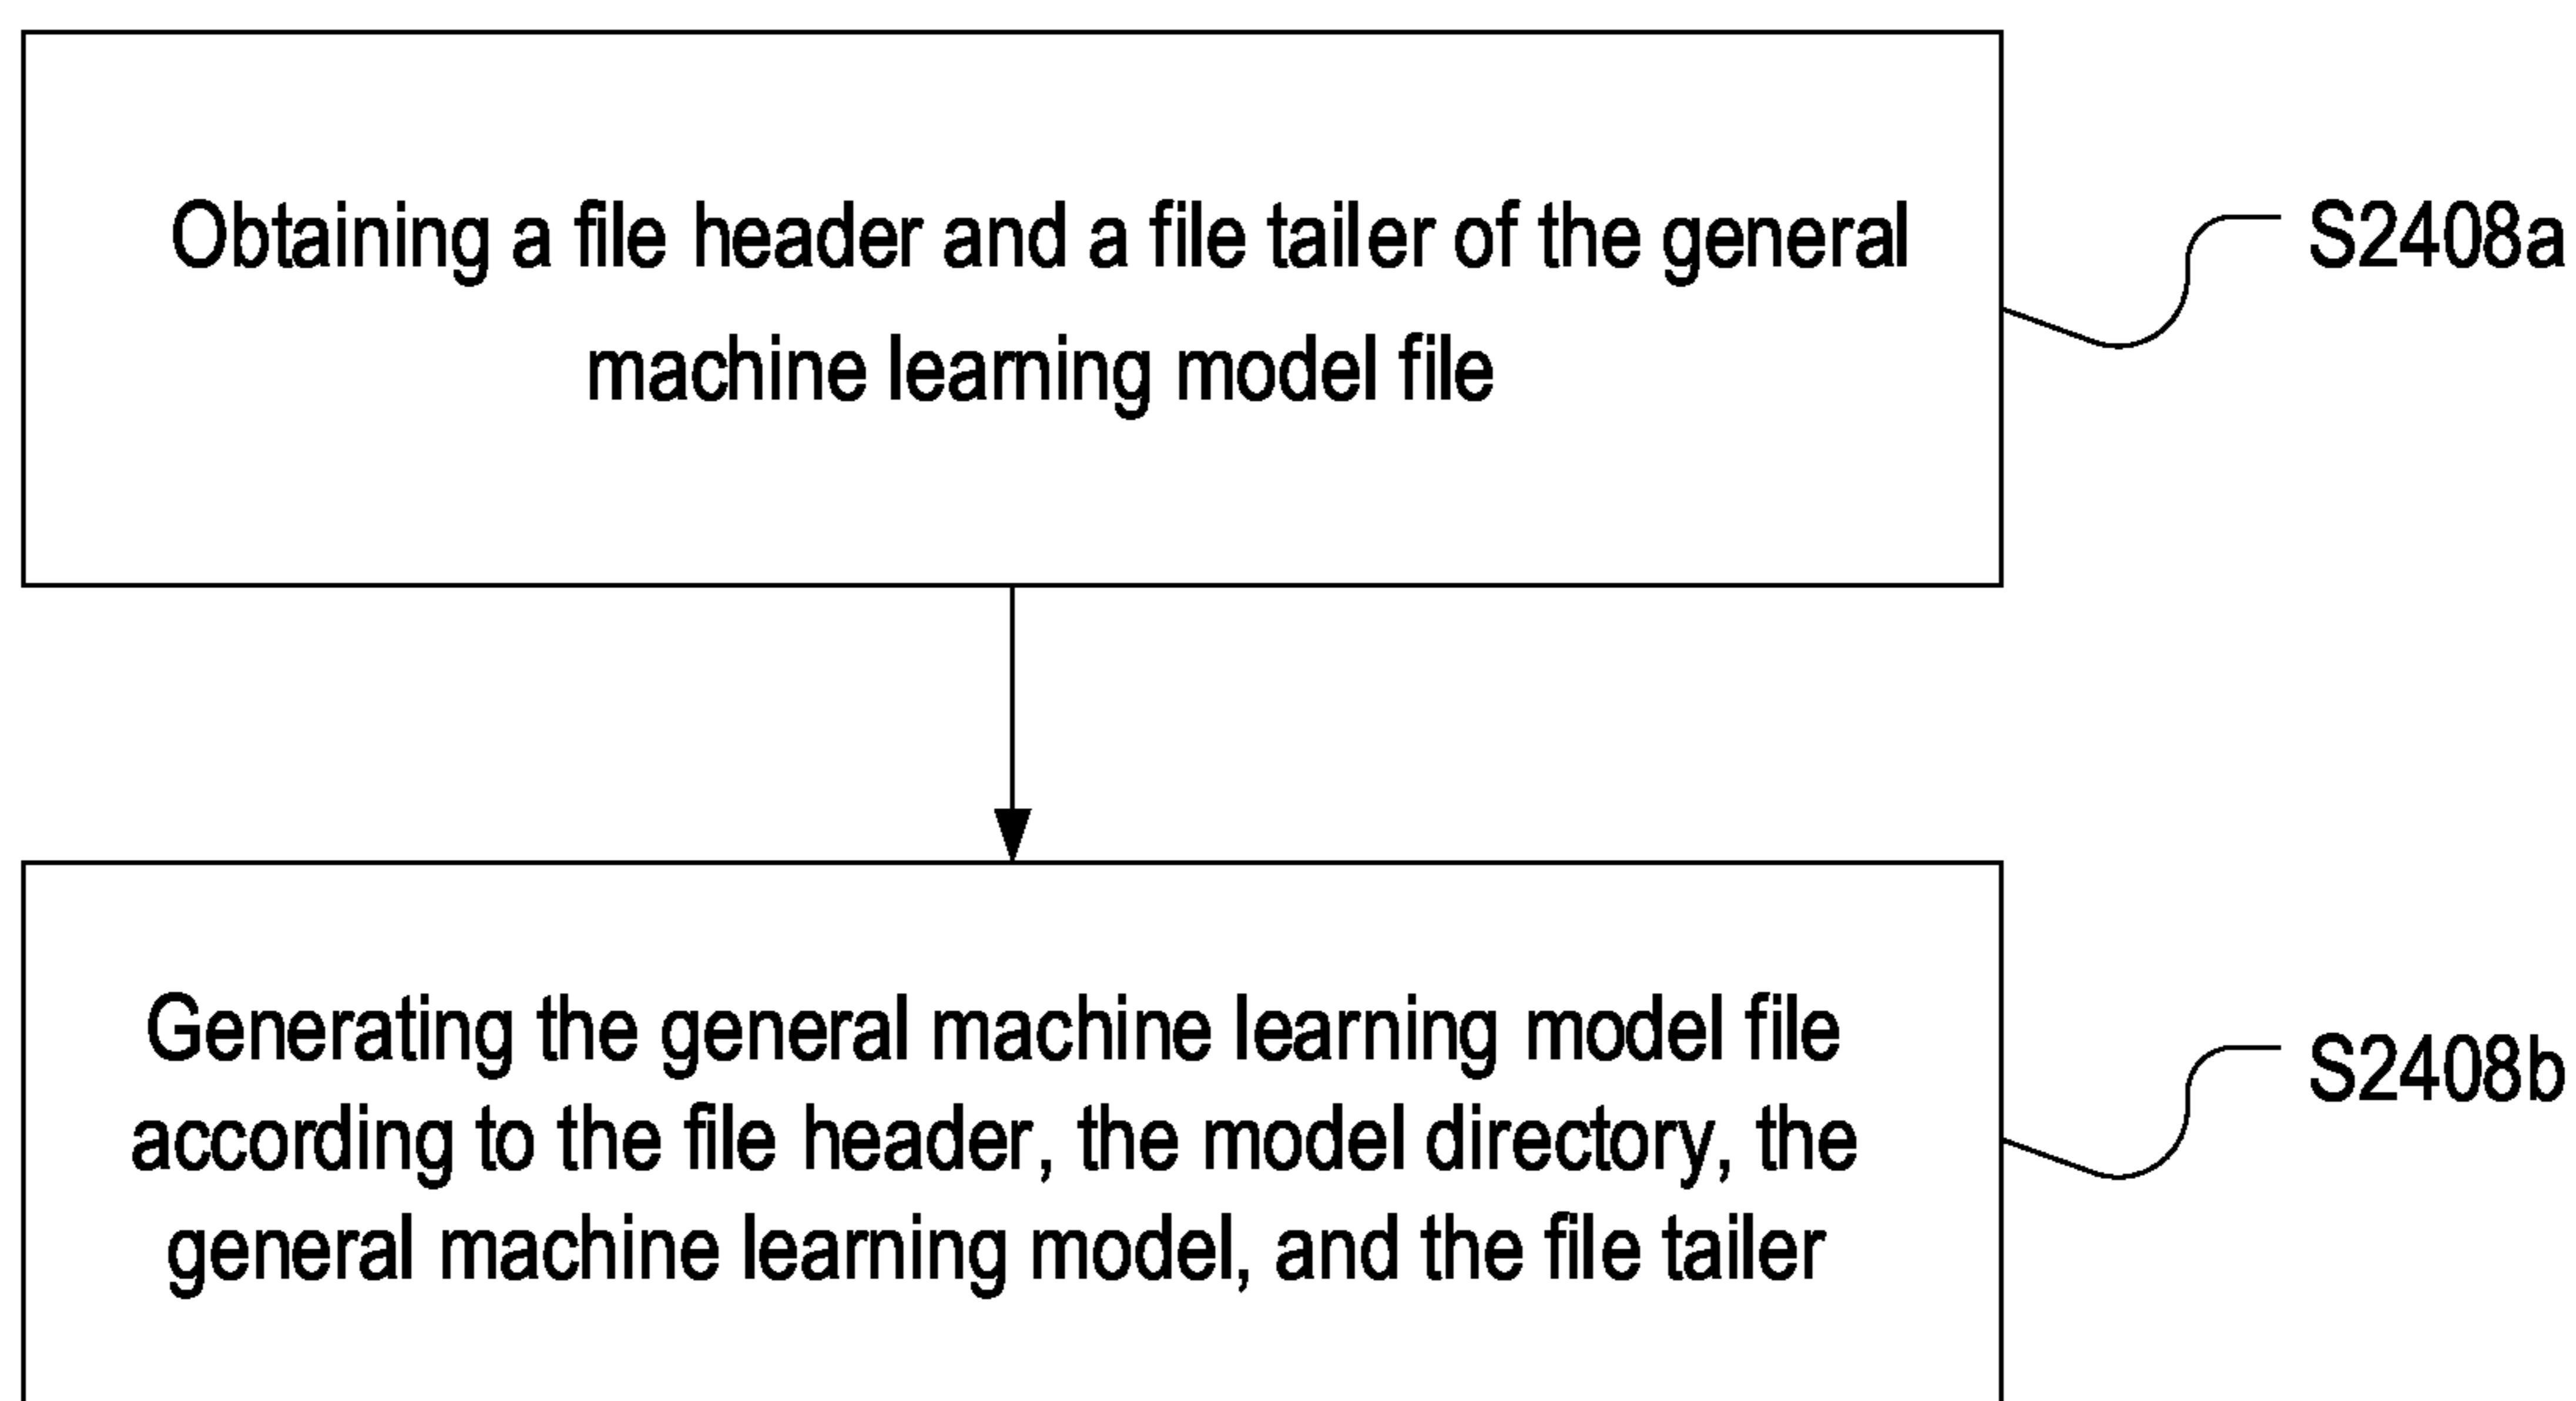 Obtaining a file header and a file tailer of the general
machine learning model file
S2408a
Generating the general machine learning model file
according to the file header, the model directory, the
general machine learning model, and the file tailer
S2408b